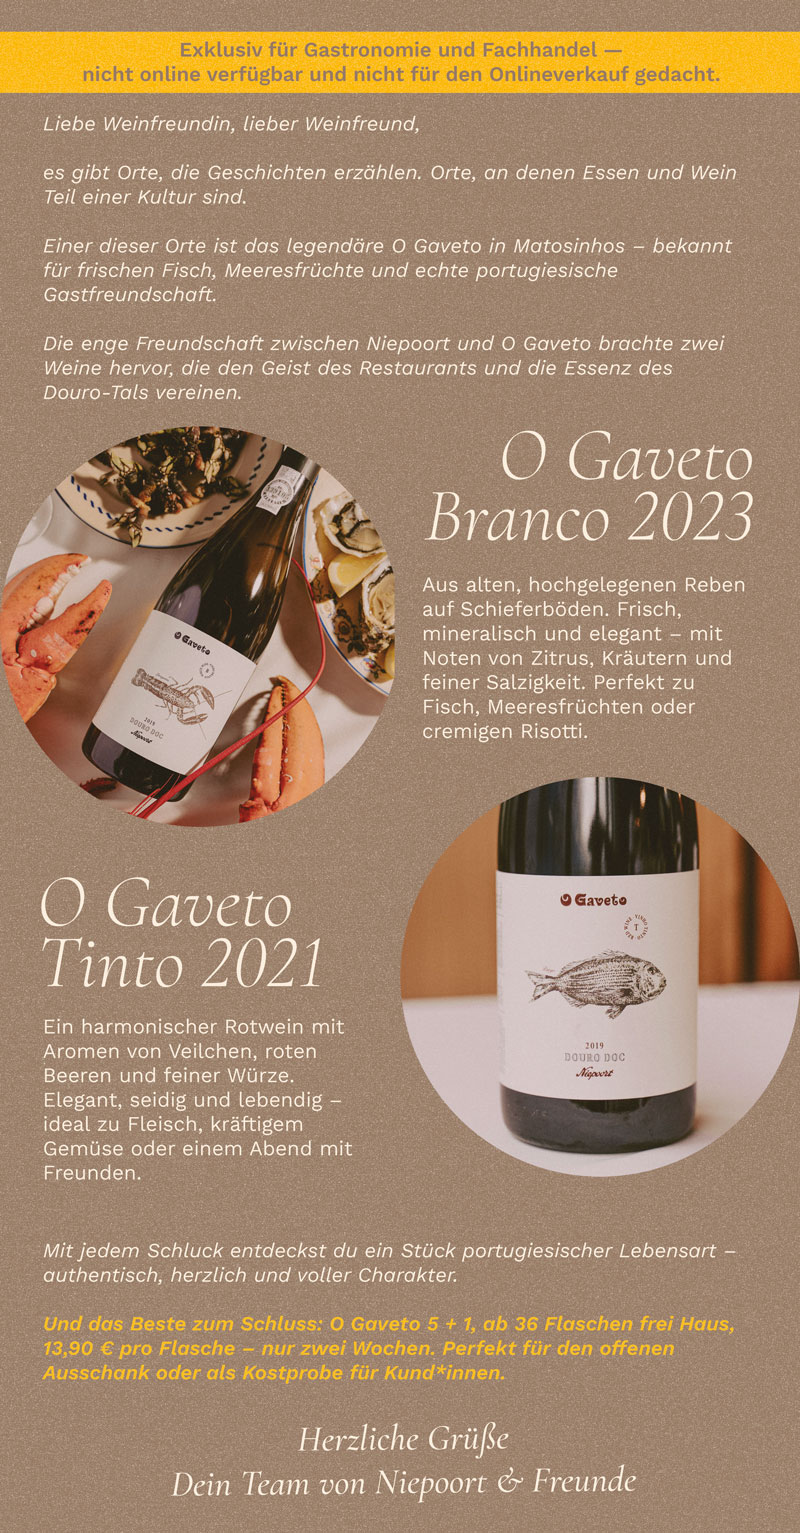 Exklusiv für Gastronomie und Fachhandel —
nicht online verfügbar und nicht für den Onlineverkauf gedacht.
Liebe Weinfreundin, lieber Weinfreund,
es gibt Orte, die Geschichten erzählen. Orte, an denen Essen und Wein
Teil einer Kultur sind.
Einer dieser Orte ist das legendäre O Gaveto in Matosinhos – bekannt
für frischen Fisch, Meeresfrüchte und echte portugiesische
Gastfreundschaft.
Die enge Freundschaft zwischen Niepoort und O Gaveto brachte zwei
Weine hervor, die den Geist des Restaurants und die Essenz des
Douro-Tals vereinen.
O Gaveto
Branco 2023
Aus alten, hochgelegenen Reben
auf Schieferböden. Frisch,
mineralisch und elegant – mit
Noten von Zitrus, Kräutern und
feiner Salzigkeit. Perfekt zu
Fisch, Meeresfrüchten oder
cremigen Risotti.
O Gaveto
2019
DOURO DOC
Niepoort
O Gaveto
Tinto 2021
Ein harmonischer Rotwein mit
Aromen von Veilchen, roten
Beeren und feiner Würze.
Elegant, seidig und lebendig –
ideal zu Fleisch, kräftigem
Gemüse oder einem Abend mit
Freunden.
O Gaveto
RED WINE · VINHO TINTO
T
2019
DOURO DOC
Niepoort
Mit jedem Schluck entdeckst du ein Stück portugiesischer Lebensart –
authentisch, herzlich und voller Charakter.
Und das Beste zum Schluss: O Gaveto 5 + 1, ab 36 Flaschen frei Haus,
13,90 € pro Flasche – nur zwei Wochen. Perfekt für den offenen
Ausschank oder als Kostprobe für Kund*innen.
Herzliche Grüße
Dein Team von Niepoort & Freunde